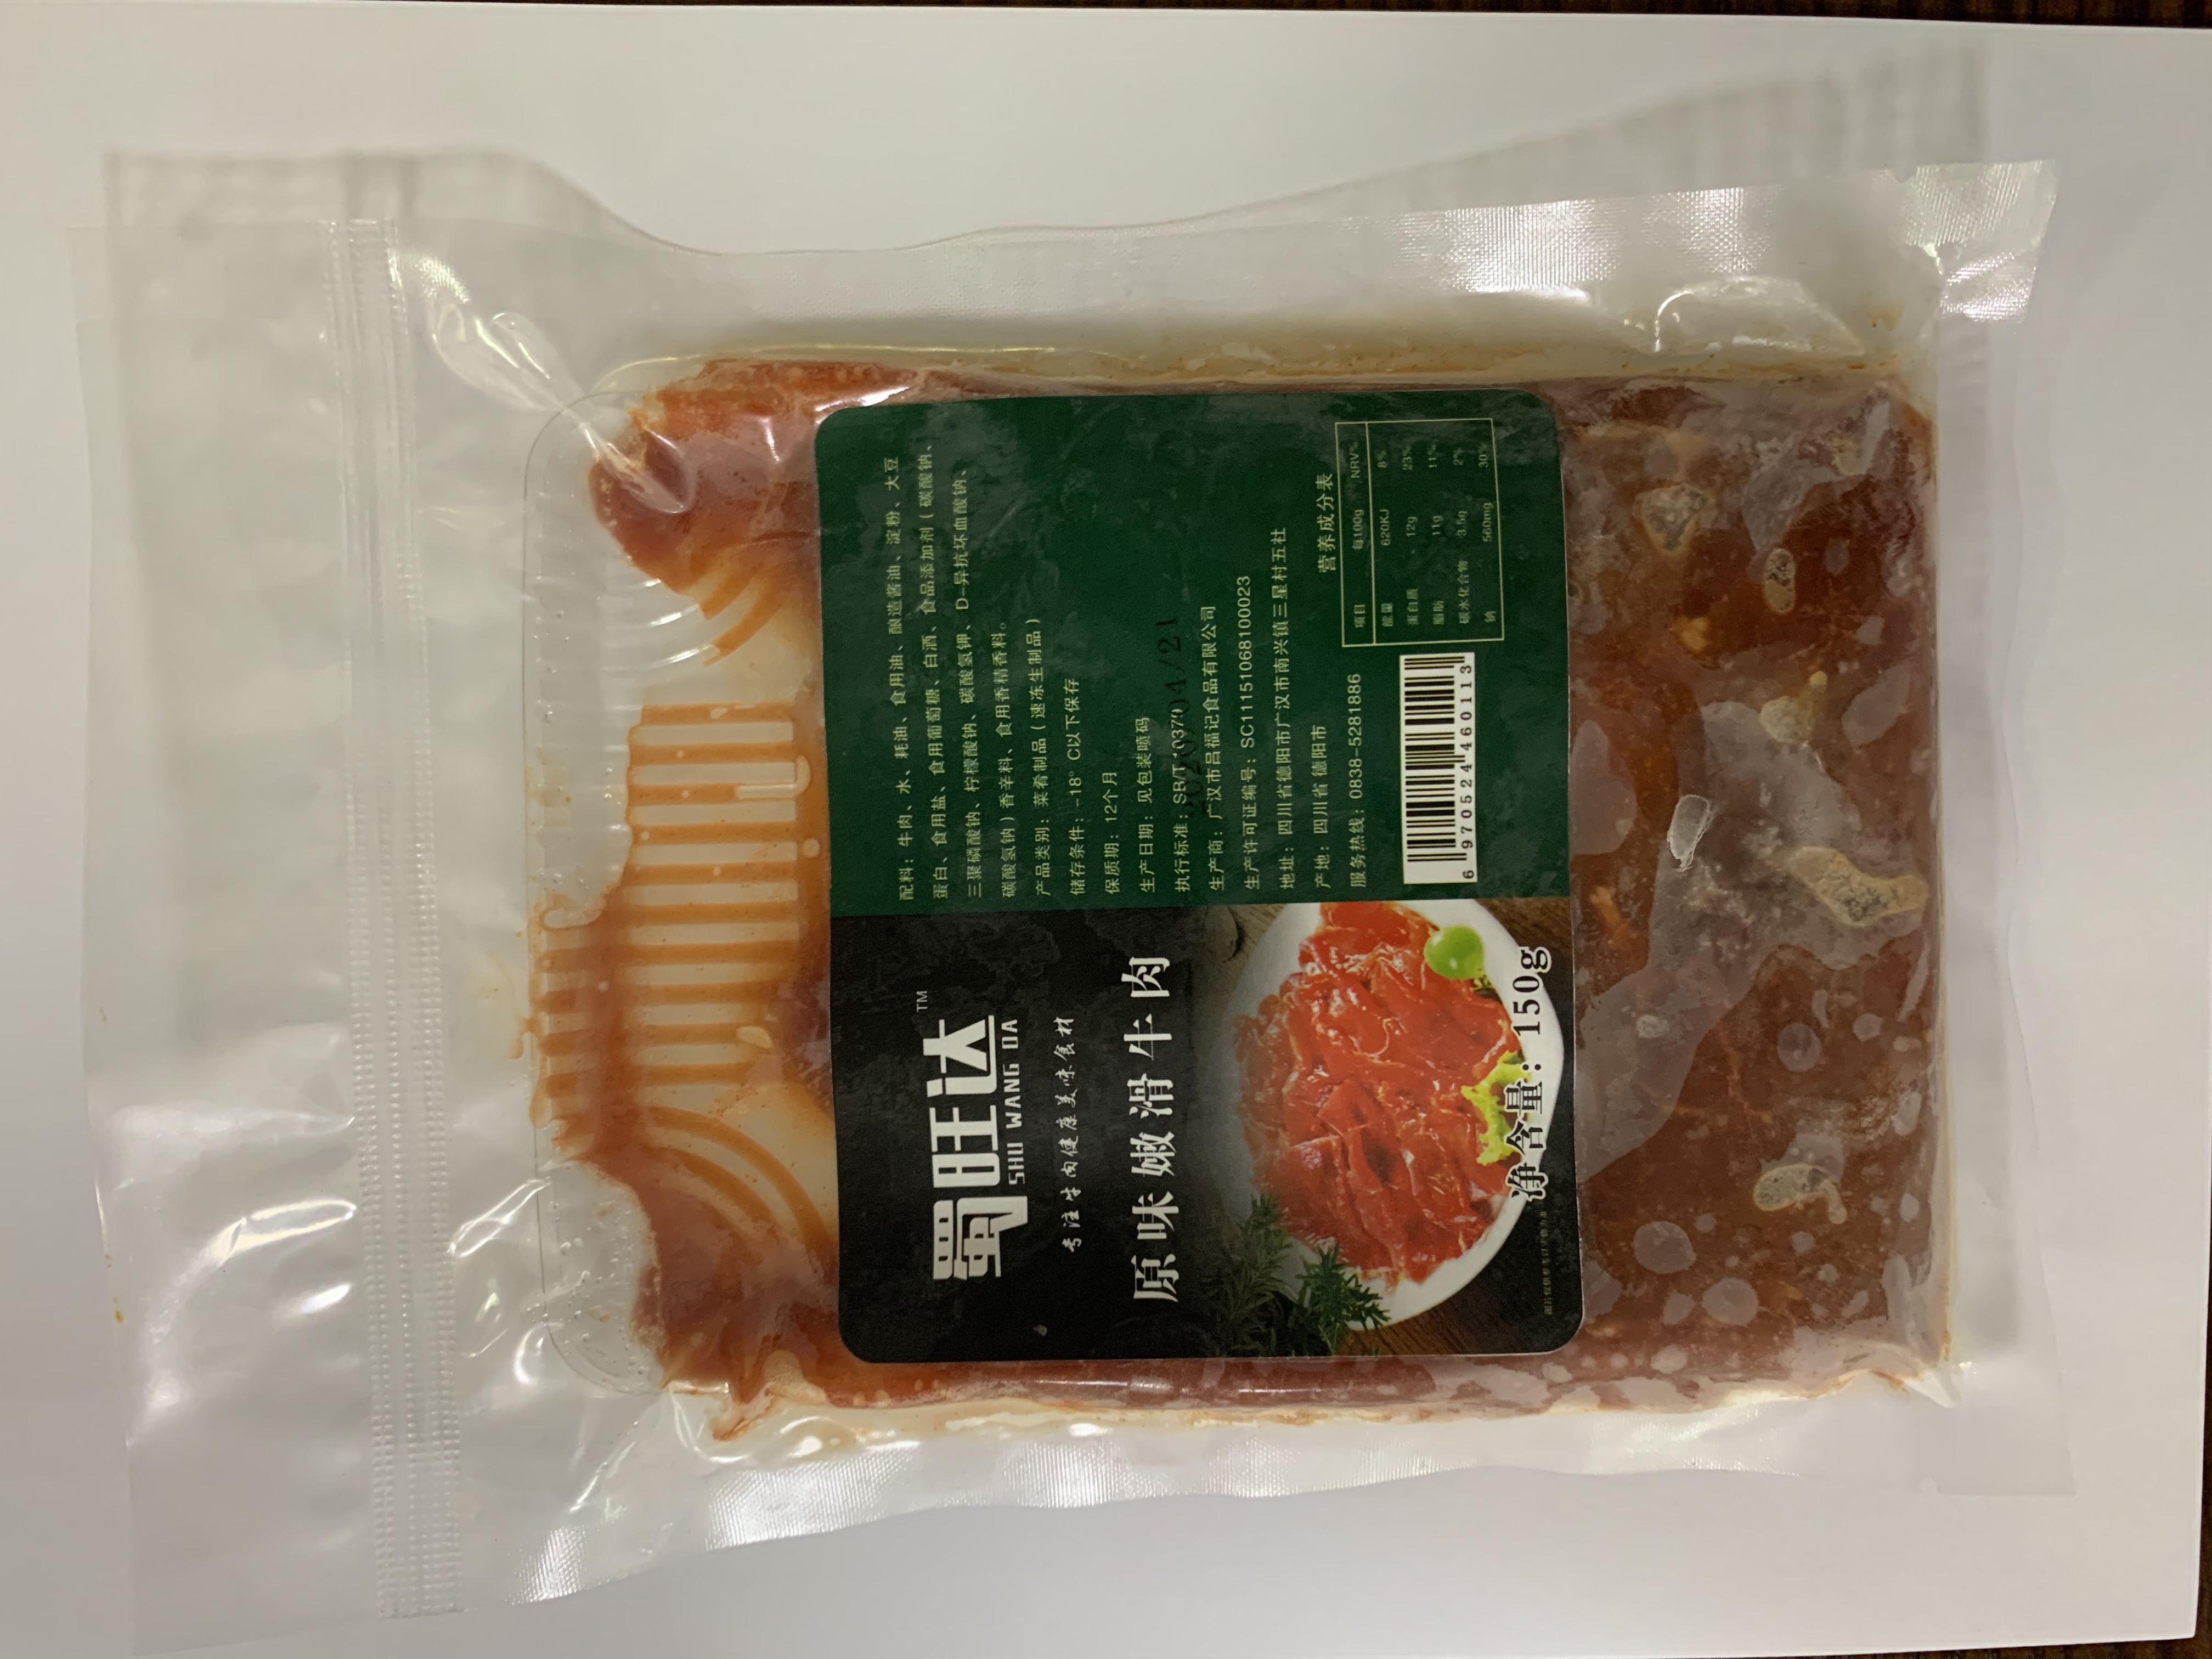 蜀旺达
TM
SHU WANG DA
专注牛肉健康美味食材
原味嫩滑牛肉
净含量：150g
配料：牛肉、水、耗油、食用油、酿造酱油、淀粉、大豆
蛋白、食用盐、食用葡萄糖、白酒、食品添加剂（碳酸钠、
三聚磷酸钠、柠檬酸钠、碳酸氢钾、D-异抗坏血酸钠、
碳酸氢钠）香辛料、食用香精香料。
产品类别：菜肴制品（速冻生制品）
储存条件：-18°C以下保存
保质期：12个月
生产日期：见包装喷码
执行标准：SB/T10379
04/21
生产商：广汉市吕福记食品有限公司
生产许可证编号：SC11151068100023
地址：四川省德阳市广汉市南兴镇三星村五社
产地：四川省 德阳市
服务热线：0838-5281886
6 970524 460113
营养成分表
项目 每100g NRV%
能量 620KJ 8%
蛋白质 12g 23%
脂肪 11g 11%
碳水化合物 3.5g 2%
钠 560mg 30%